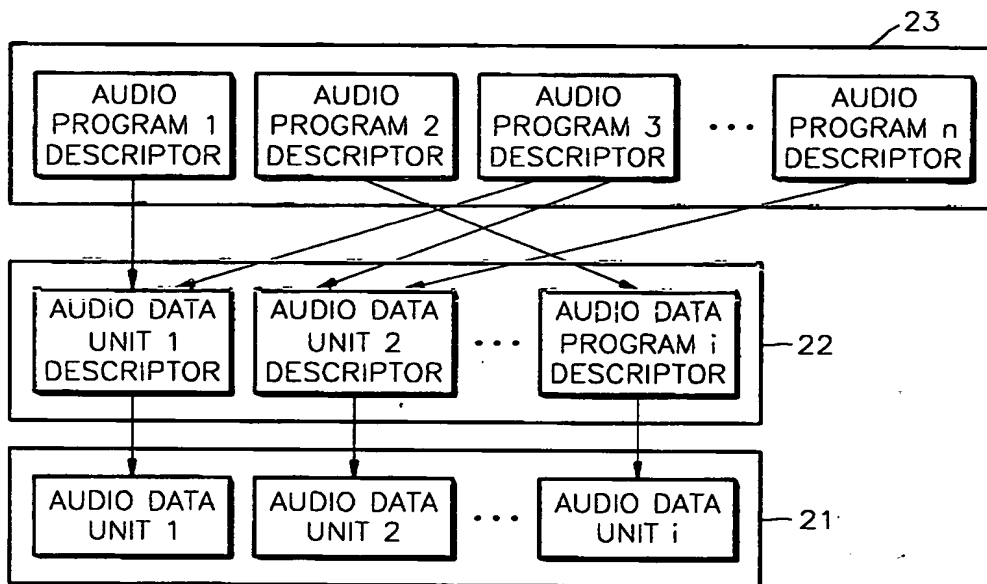 23
AUDIO
PROGRAM 1
DESCRIPTOR
AUDIO
PROGRAM 2
DESCRIPTOR
AUDIO
PROGRAM 3
DESCRIPTOR
...
AUDIO
PROGRAM n
DESCRIPTOR
AUDIO DATA
UNIT 1
DESCRIPTOR
AUDIO DATA
UNIT 2
DESCRIPTOR
...
AUDIO DATA
PROGRAM i
DESCRIPTOR
22
AUDIO DATA
UNIT 1
AUDIO DATA
UNIT 2
...
AUDIO DATA
UNIT i
21